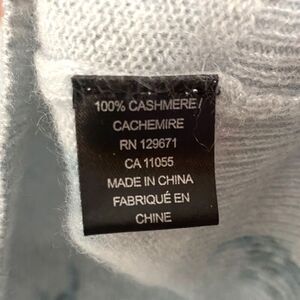 100% CASHMERE/
CACHEMIRE
RN 129671
CA 11055
MADE IN CHINA
FABRIQUÉ EN
CHINE